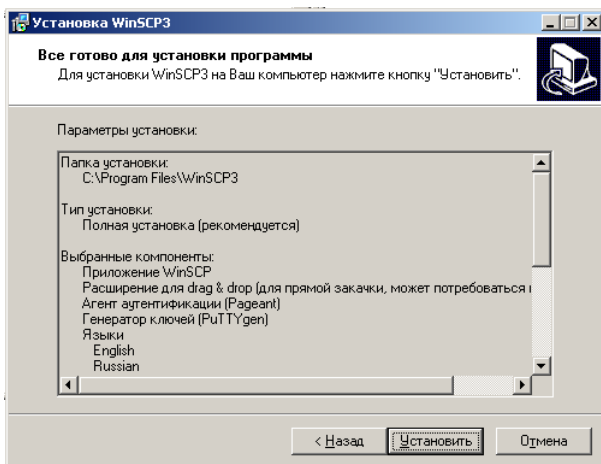 Установка WinSCP3
Все готово для установки программы
Для установки WinSCP3 на Ваш компьютер нажмите кнопку "Установить".
Параметры установки:
Папка установки:
C:\Program Files\WinSCP3
Тип установки:
Полная установка (рекомендуется)
Выбранные компоненты:
Приложение WinSCP
Расширение для drag & drop (для прямой закачки, может потребоваться
Агент аутентификации (Pageant)
Генератор ключей (PuTTYgen)
Языки
English
Russian
< Назад Установить Отмена